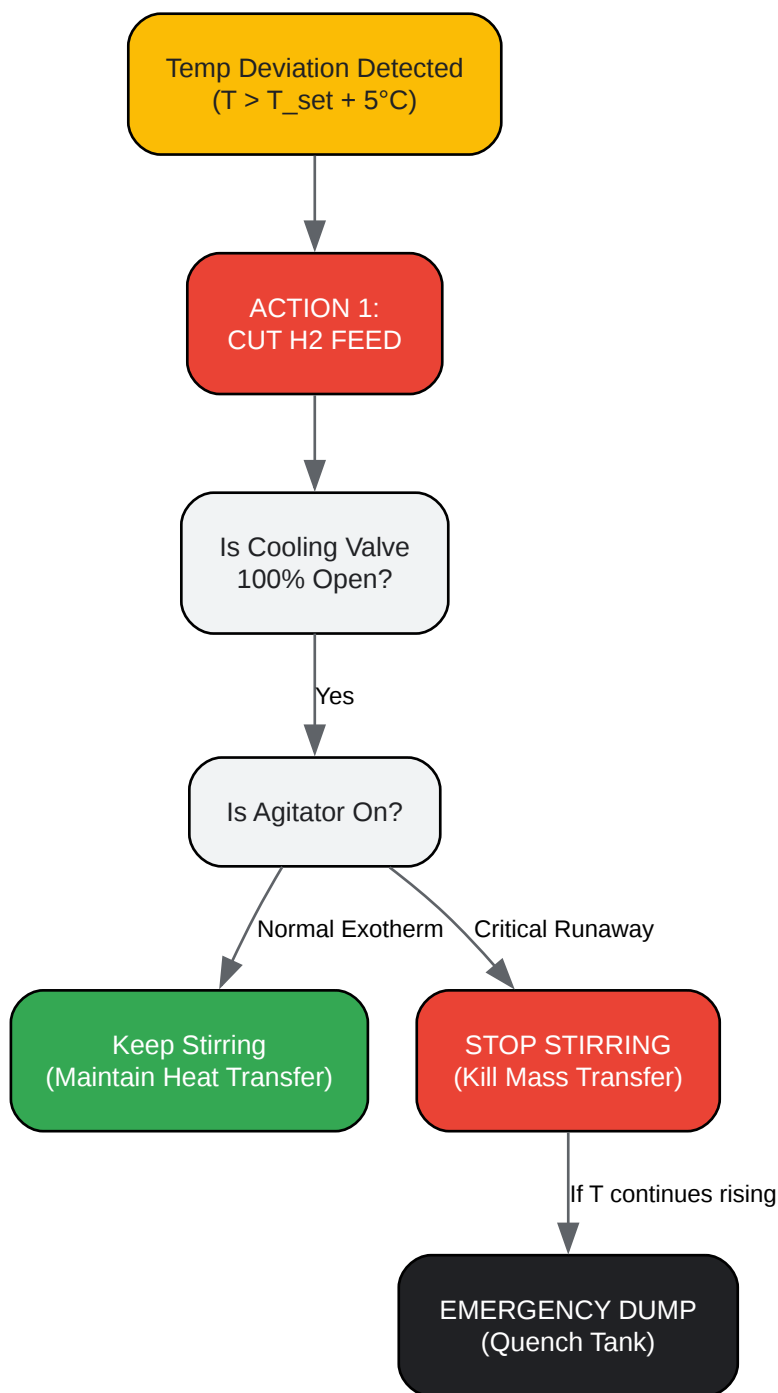 Temp Deviation Detected
(T > T_set + 5°C)
ACTION 1:
CUT H2 FEED
Is Cooling Valve
100% Open?
Yes
Is Agitator On?
Normal Exotherm
Critical Runaway
Keep Stirring
(Maintain Heat Transfer)
STOP STIRRING
(Kill Mass Transfer)
If T continues rising
EMERGENCY DUMP
(Quench Tank)